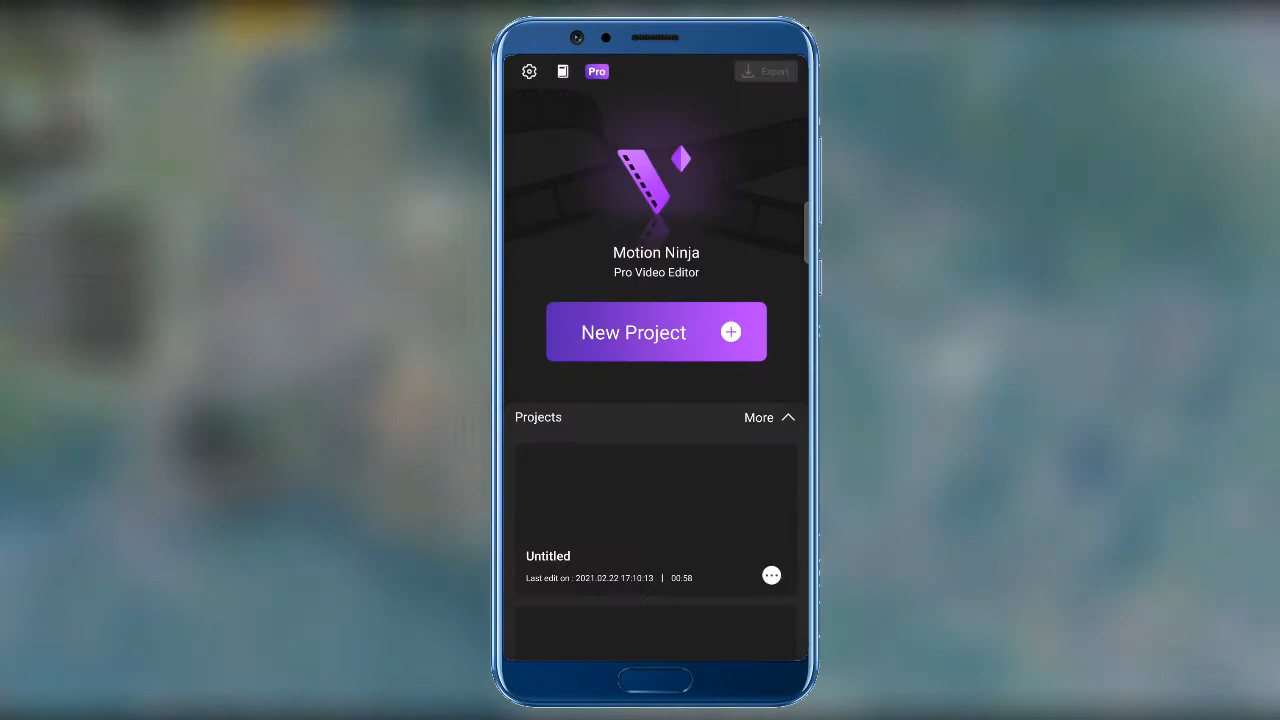 Pro
Export
Motion Ninja
Pro Video Editor
New Project
Projects
More
Untitled
Last edit on : 2021.02.22 17:10:13 | 00:58